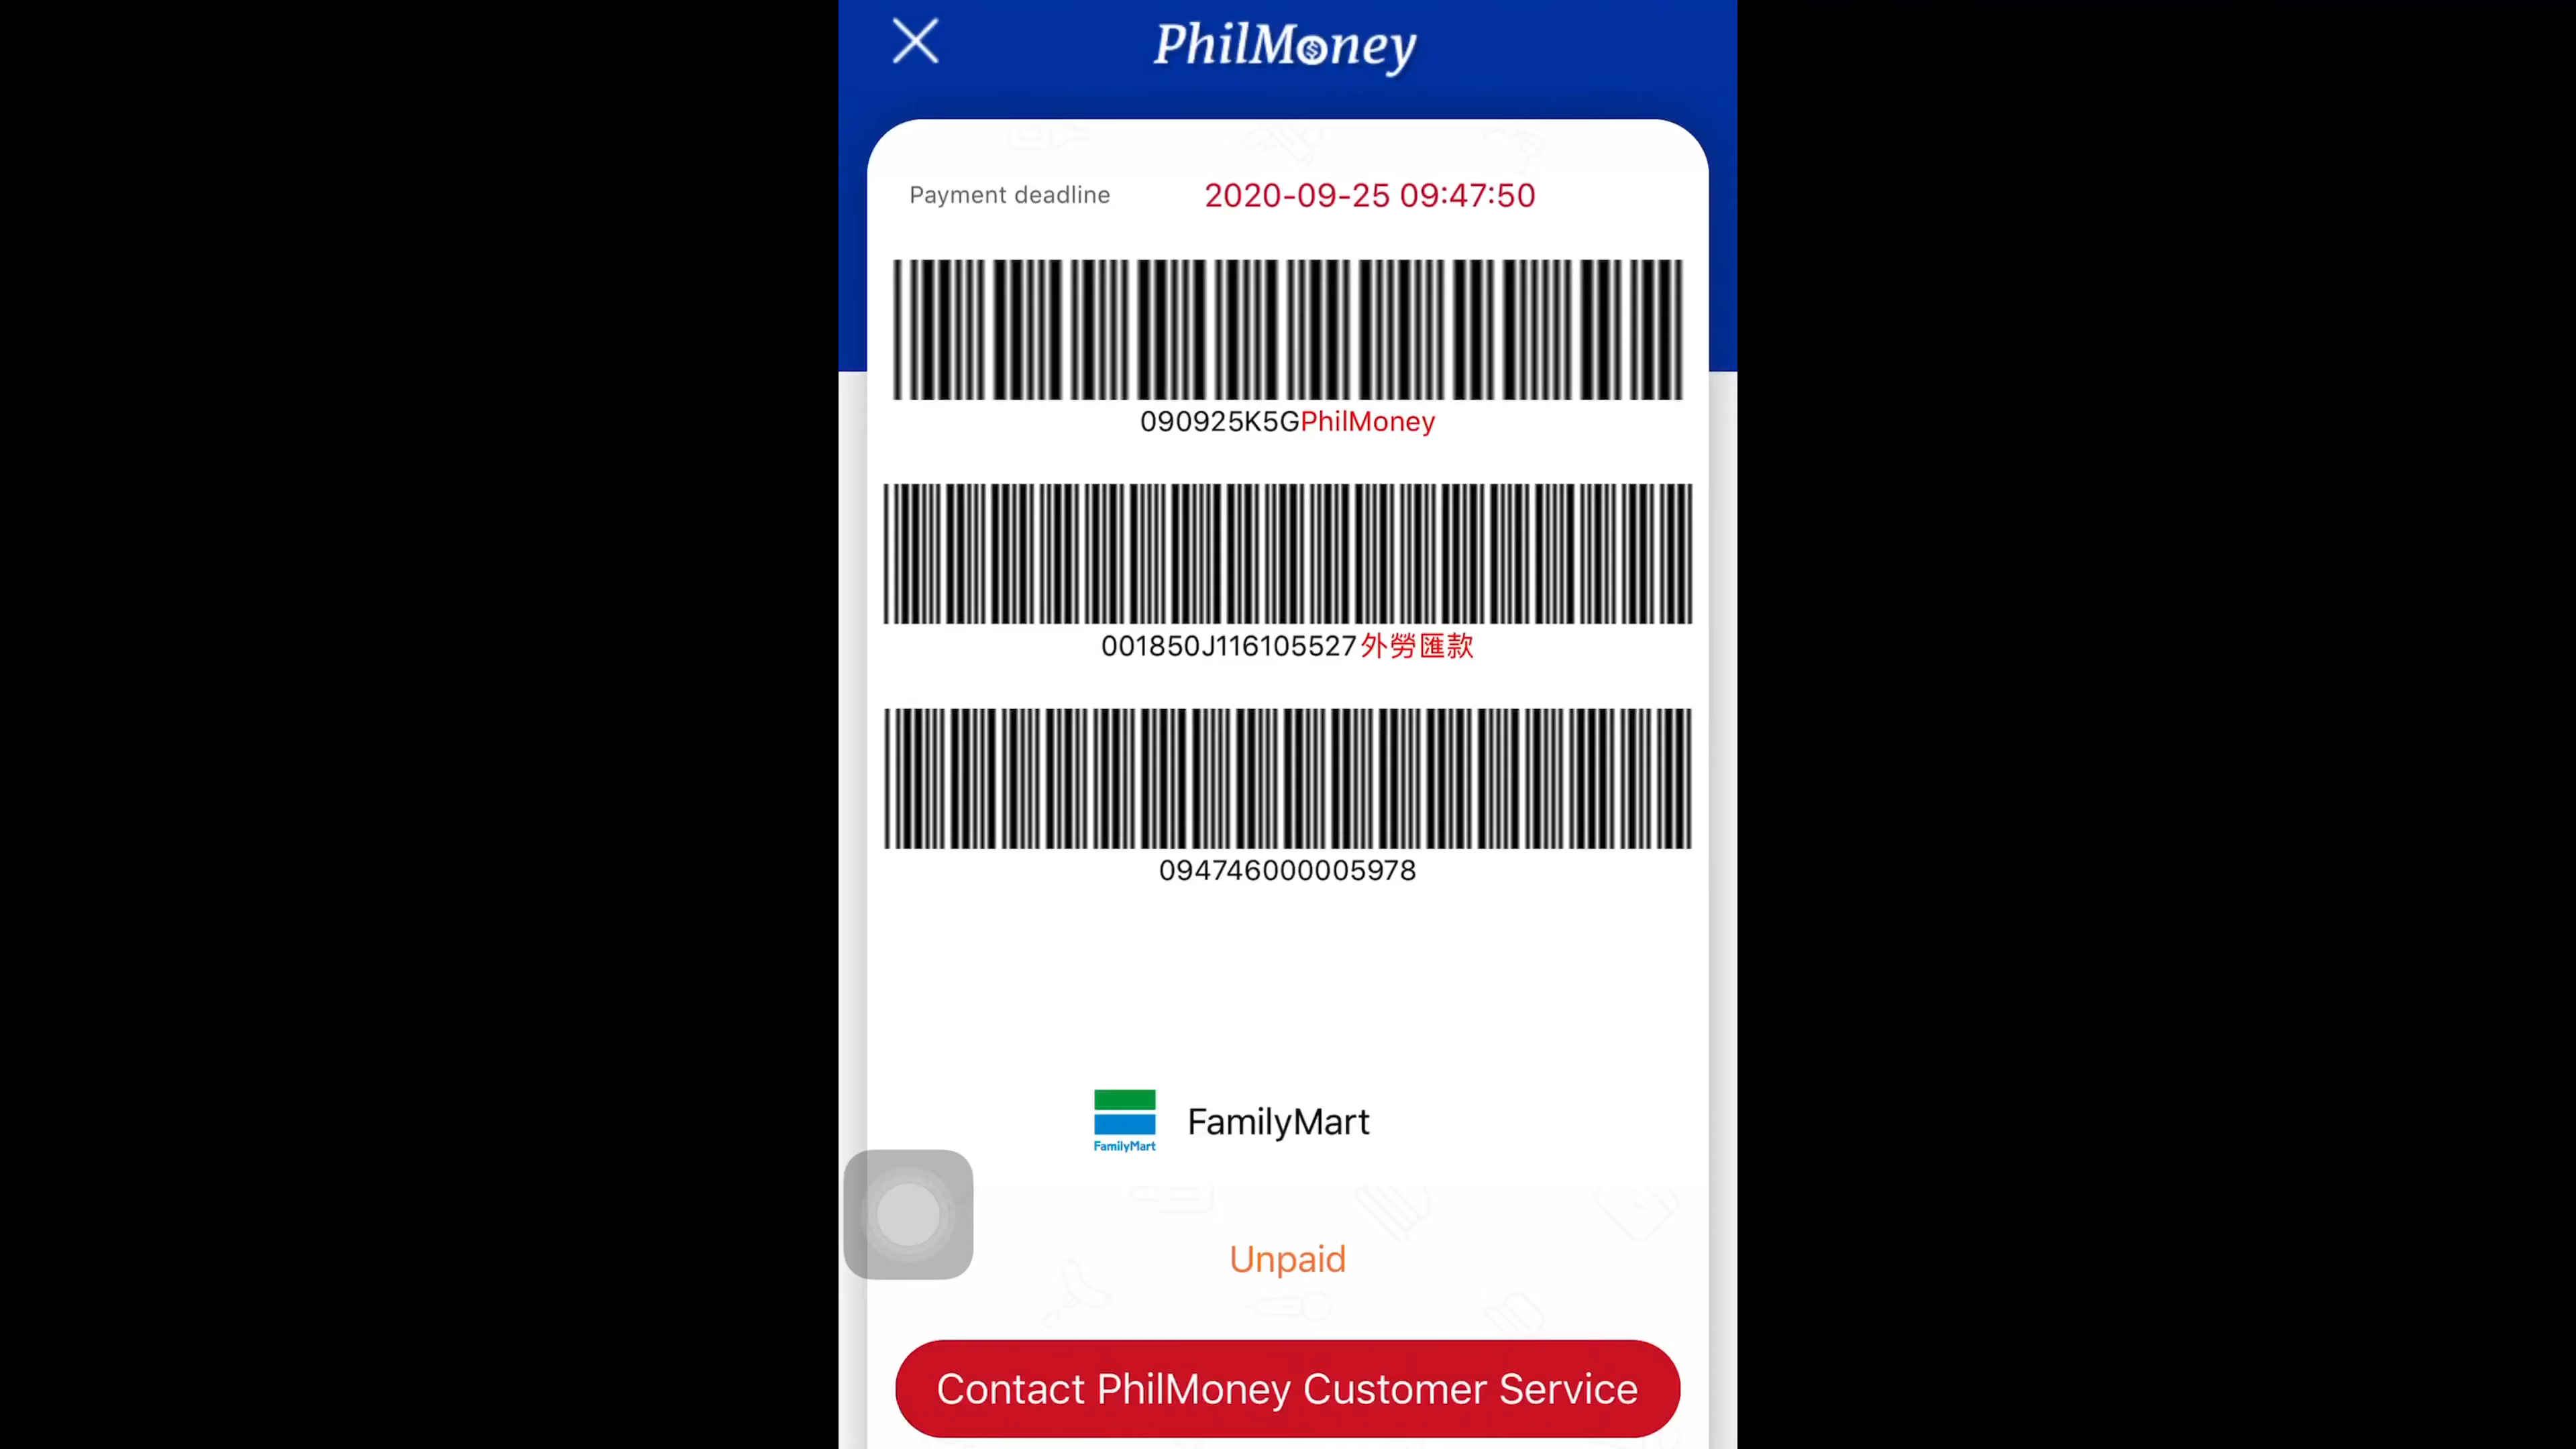 PhilMoney
Payment deadline 2020-09-25 09:47:50
090925K5GPhilMoney
001850J116105527外勞匯款
094746000005978
FamilyMart
FamilyMart
Unpaid
Contact PhilMoney Customer Service